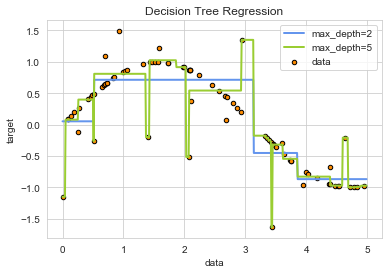 Decision Tree Regression
max_depth=2
max_depth=5
data
target
1.5
1.0
0.5
0.0
−0.5
−1.0
−1.5
0 1 2 3 4 5
data